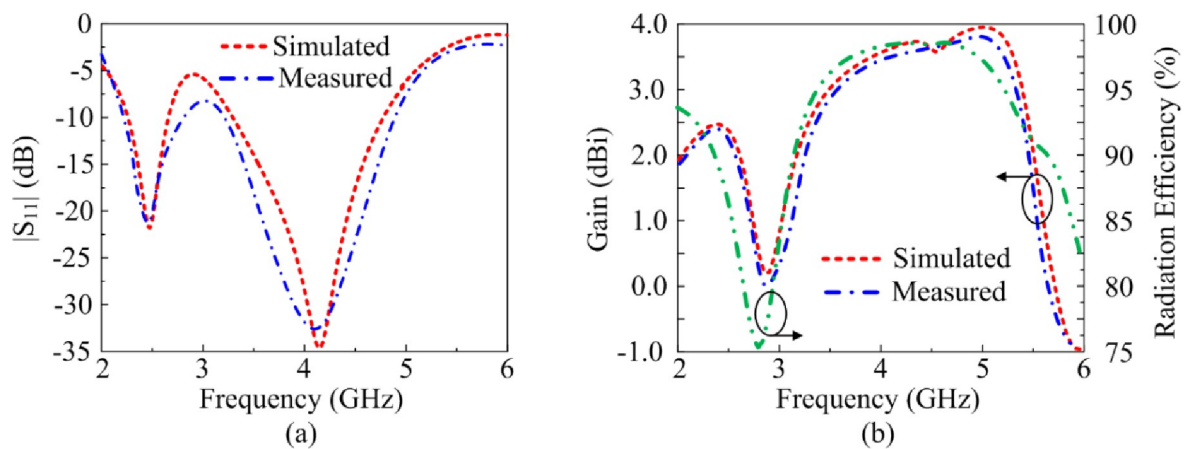 0
-5
-10
-15
-20
-25
-30
-35
|S11| (dB)
Simulated
Measured
2 3 4 5 6
Frequency (GHz)
(a)
4.0
3.0
2.0
1.0
0.0
-1.0
Gain (dBi)
Simulated
Measured
100
95
90
85
80
75
Radiation Efficiency (%)
2 3 4 5 6
Frequency (GHz)
(b)